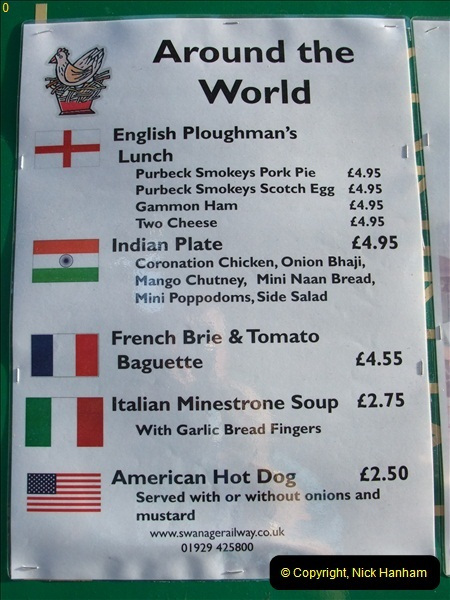 0
Around the
World
English Ploughman's
Lunch
Purbeck Smokeys Pork Pie £4.95
Purbeck Smokeys Scotch Egg £4.95
Gammon Ham £4.95
Two Cheese £4.95
Indian Plate £4.95
Coronation Chicken, Onion Bhaji,
Mango Chutney, Mini Naan Bread,
Mini Poppodoms, Side Salad
French Brie & Tomato
Baguette £4.55
Italian Minestrone Soup £2.75
With Garlic Bread Fingers
American Hot Dog £2.50
Served with or without onions and
mustard
www.swanagerailway.co.uk
01929 425800
© Copyright, Nick Hanham